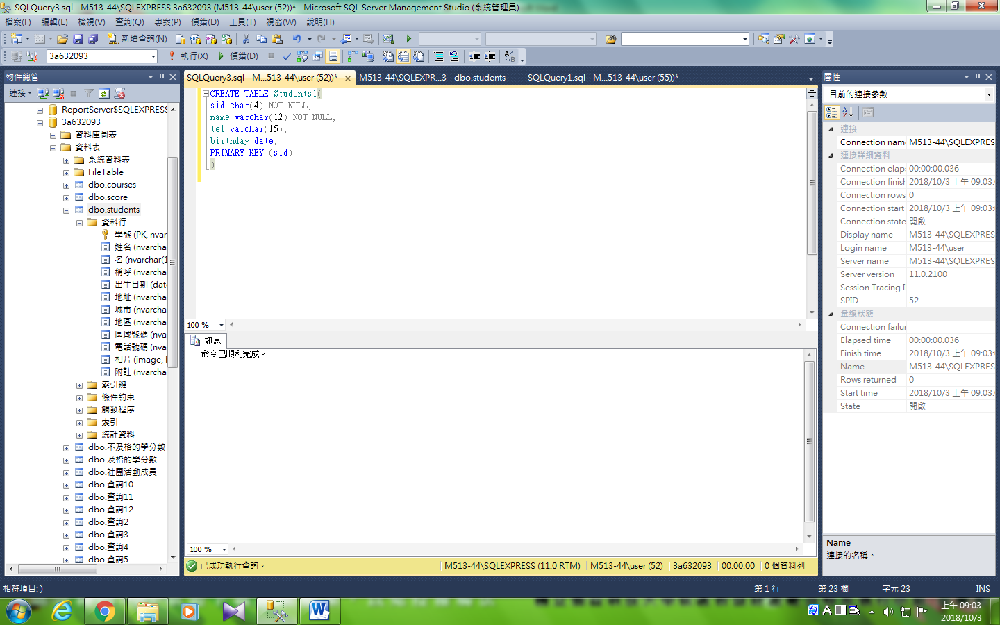 SQLQuery3.sql - M513-44\SQLEXPRESS.3a632093 (M513-44\user (52))* - Microsoft SQL Server Management Studio (系統管理員)
檔案(F) 編輯(E) 檢視(V) 查詢(Q) 專案(P) 偵錯(D) 工具(T) 視窗(W) 說明(H)
新增查詢(N)
3a632093 執行(X) 偵錯(D)
物件總管
連接
ReportServer$SQLEXPRESS
3a632093
資料庫圖表
資料表
系統資料表
FileTable
dbo.courses
dbo.score
dbo.students
資料行
學號 (PK, nvar
姓名 (nvarcha
名 (nvarchar(1
稱呼 (nvarcha
出生日期 (dat
地址 (nvarcha
城市 (nvarcha
地區 (nvarcha
區域號碼 (nva
電話號碼 (nva
相片 (image, l
附註 (nvarcha
索引鍵
條件約束
觸發程序
索引
統計資料
dbo.不及格的學分數
dbo.及格的學分數
dbo.社團活動成員
dbo.查詢10
dbo.查詢11
dbo.查詢12
dbo.查詢2
dbo.查詢3
dbo.查詢4
dbo.查詢5
SQLQuery3.sql - M...513-44\user (52))* M513-44\SQLEXPR...3 - dbo.students SQLQuery1.sql - M...513-44\user (55))*
CREATE TABLE Students1(
sid char(4) NOT NULL,
name varchar(12) NOT NULL,
tel varchar(15),
birthday date,
PRIMARY KEY (sid)
)
100 %
訊息
命令已順利完成。
100 %
已成功執行查詢。 M513-44\SQLEXPRESS (11.0 RTM) M513-44\user (52) 3a632093 00:00:00 0 個資料列
屬性
目前的連接參數
連接
Connection name M513-44\SQLEXPRES
連接詳細資料
Connection elap 00:00:00.036
Connection finish 2018/10/3 上午 09:03:
Connection rows 0
Connection start 2018/10/3 上午 09:03:
Connection state 開啟
Display name M513-44\SQLEXPRES
Login name M513-44\user
Server name M513-44\SQLEXPRES
Server version 11.0.2100
Session Tracing I
SPID 52
彙總狀態
Connection failur
Elapsed time 00:00:00.036
Finish time 2018/10/3 上午 09:03:
Name M513-44\SQLEXPRES
Rows returned 0
Start time 2018/10/3 上午 09:03:
State 開啟
Name
連接的名稱。
相符項目: ) 第 1 行 第 23 欄 字元 23 INS
上午 09:03
2018/10/3